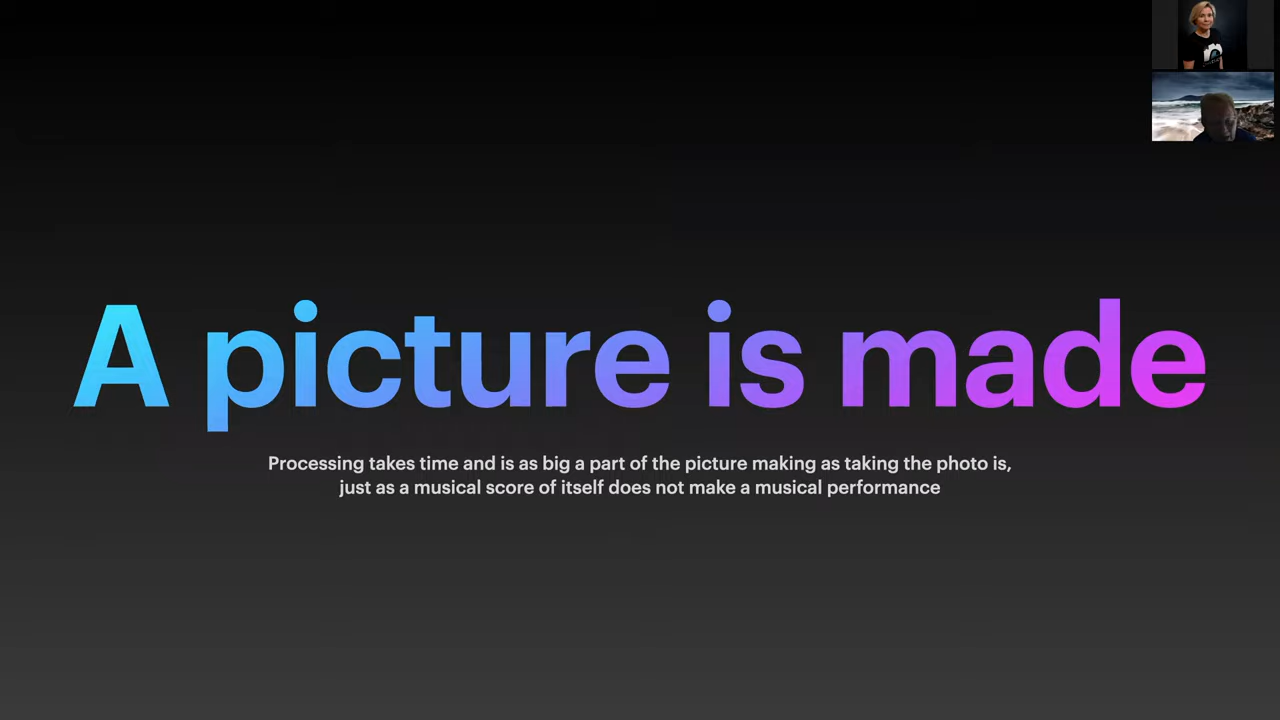 A picture is made
Processing takes time and is as big a part of the picture making as taking the photo is,
just as a musical score of itself does not make a musical performance